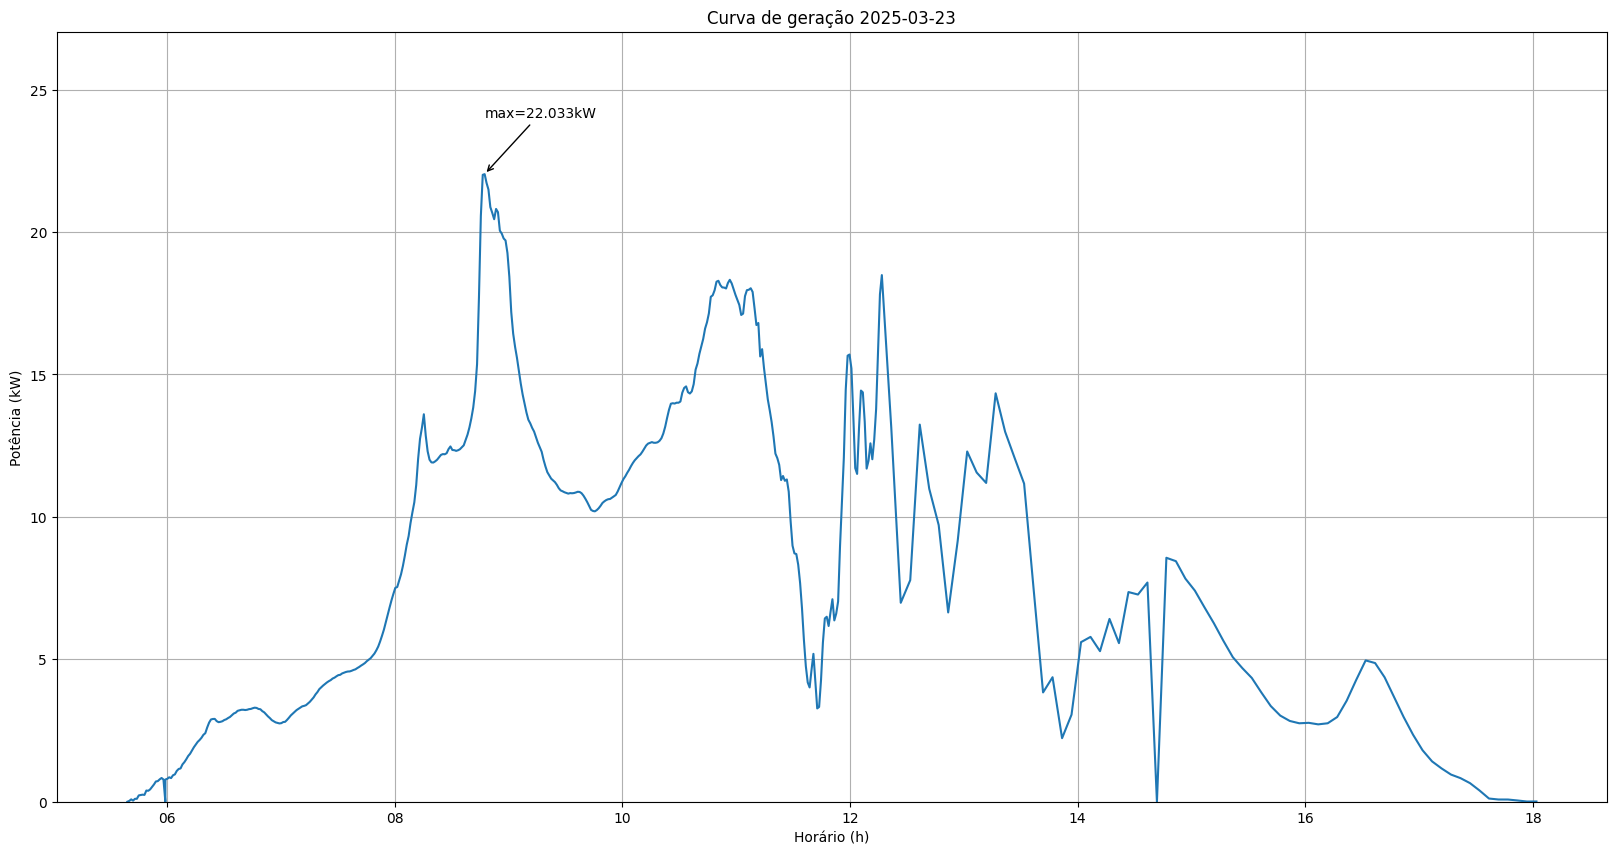 Curva de geração 2025-03-23
25
max=22.033kW
20
15
Potência (kW)
10
5
0
06 08 10 12 14 16 18
Horário (h)